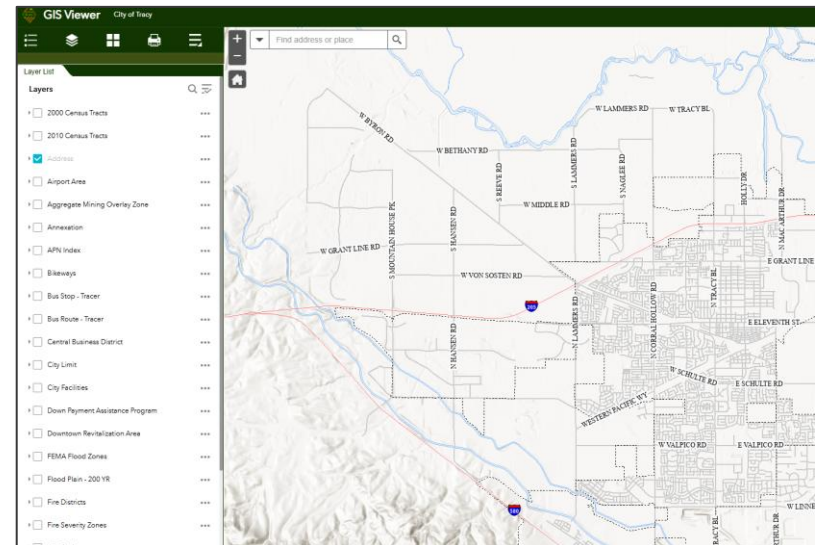 GIS Viewer City of Tracy
Layer List
Layers
2000 Census Tracts
2010 Census Tracts
Address
Airport Area
Aggregate Mining Overlay Zone
Annexation
APN Index
Bikeways
Bus Stop - Tracer
Bus Route - Tracer
Central Business District
City Limit
City Facilities
Down Payment Assistance Program
Downtown Revitalization Area
FEMA Flood Zones
Flood Plain - 200 YR
Fire Districts
Fire Severity Zones
Find address or place
W LAMMERS RD
W TRACY BL
W BYRON RD
W BETHANY RD
S REEVE RD
S LAMMERS RD
S NAGLEE RD
HOLLY DR
N MAC ARTHUR DR
W MIDDLE RD
S MOUNTAIN HOUSE PK
S HANSEN RD
W GRANT LINE RD
E GRANT LINE
W VON SOSTEN RD
N TRACY BL
205
N LAMMERS RD
N CORRAL HOLLOW RD
E ELEVENTH ST
N HANSEN RD
W SCHULTE RD
E SCHULTE RD
WESTERN PACIFIC WY
W VALPICO RD
E VALPICO RD
W LINNE